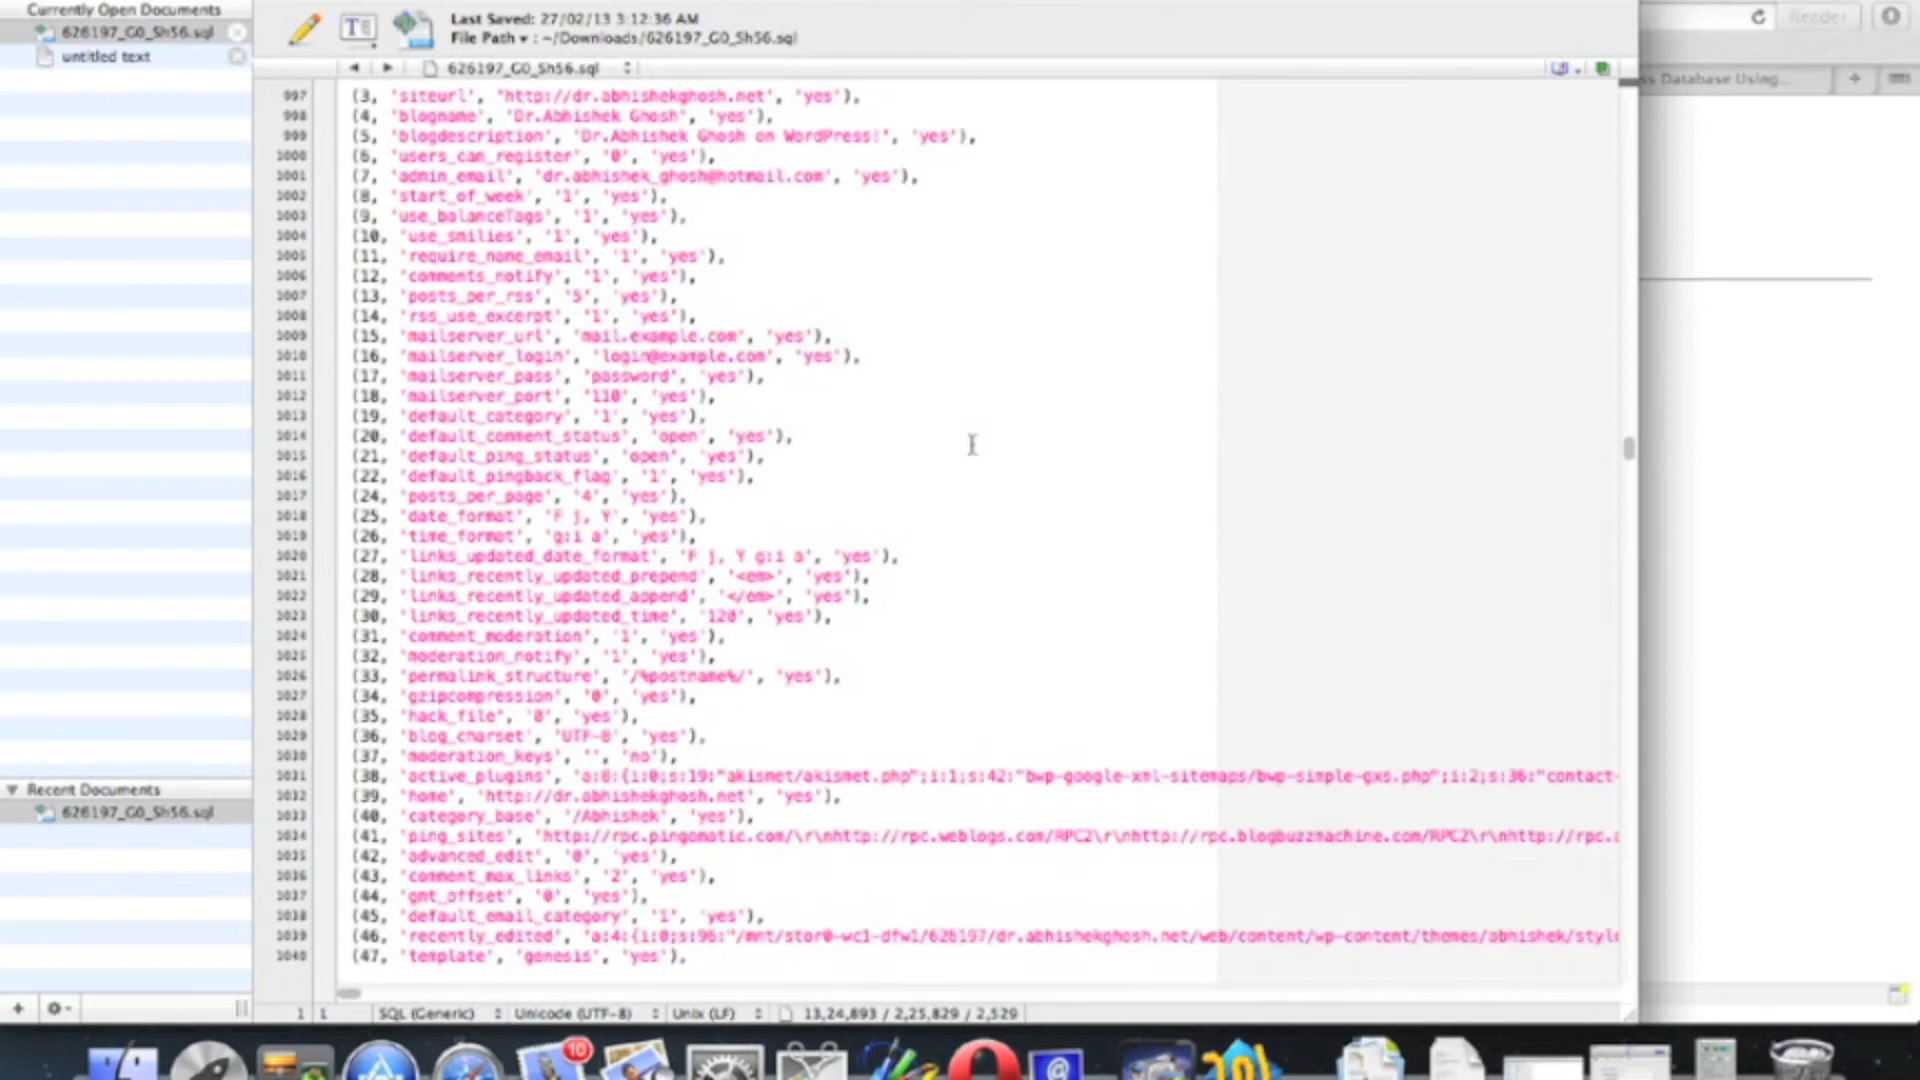 Currently Open Documents
626197_G0_Sh56.sql
untitled text
Recent Documents
626197_G0_Sh56.sql
Last Saved: 27/02/13 3:12:36 AM
File Path ▾ : ~/Downloads/626197_G0_Sh56.sql
626197_G0_Sh56.sql
Reader
s Database Using...
997 (3, 'siteurl', 'http://dr.abhishekghosh.net', 'yes'),
998 (4, 'blogname', 'Dr.Abhishek Ghosh', 'yes'),
999 (5, 'blogdescription', 'Dr.Abhishek Ghosh on WordPress!', 'yes'),
1000 (6, 'users_can_register', '0', 'yes'),
1001 (7, 'admin_email', 'dr.abhishek_ghosh@hotmail.com', 'yes'),
1002 (8, 'start_of_week', '1', 'yes'),
1003 (9, 'use_balanceTags', '1', 'yes'),
1004 (10, 'use_smilies', '1', 'yes'),
1005 (11, 'require_name_email', '1', 'yes'),
1006 (12, 'comments_notify', '1', 'yes'),
1007 (13, 'posts_per_rss', '5', 'yes'),
1008 (14, 'rss_use_excerpt', '1', 'yes'),
1009 (15, 'mailserver_url', 'mail.example.com', 'yes'),
1010 (16, 'mailserver_login', 'login@example.com', 'yes'),
1011 (17, 'mailserver_pass', 'password', 'yes'),
1012 (18, 'mailserver_port', '110', 'yes'),
1013 (19, 'default_category', '1', 'yes'),
1014 (20, 'default_comment_status', 'open', 'yes'),
1015 (21, 'default_ping_status', 'open', 'yes'),
1016 (22, 'default_pingback_flag', '1', 'yes'),
1017 (24, 'posts_per_page', '4', 'yes'),
1018 (25, 'date_format', 'F j, Y', 'yes'),
1019 (26, 'time_format', 'g:i a', 'yes'),
1020 (27, 'links_updated_date_format', 'F j, Y g:i a', 'yes'),
1021 (28, 'links_recently_updated_prepend', '<em>', 'yes'),
1022 (29, 'links_recently_updated_append', '</em>', 'yes'),
1023 (30, 'links_recently_updated_time', '120', 'yes'),
1024 (31, 'comment_moderation', '1', 'yes'),
1025 (32, 'moderation_notify', '1', 'yes'),
1026 (33, 'permalink_structure', '/%postname%/', 'yes'),
1027 (34, 'gzipcompression', '0', 'yes'),
1028 (35, 'hack_file', '0', 'yes'),
1029 (36, 'blog_charset', 'UTF-8', 'yes'),
1030 (37, 'moderation_keys', '', 'no'),
1031 (38, 'active_plugins', 'a:8:{i:0;s:19:"akismet/akismet.php";i:1;s:42:"bwp-google-xml-sitemaps/bwp-simple-gxs.php";i:2;s:36:"contact-
1032 (39, 'home', 'http://dr.abhishekghosh.net', 'yes'),
1033 (40, 'category_base', '/Abhishek', 'yes'),
1034 (41, 'ping_sites', 'http://rpc.pingomatic.com/\r\nhttp://rpc.weblogs.com/RPC2\r\nhttp://rpc.blogbuzzmachine.com/RPC2\r\nhttp://rpc.
1035 (42, 'advanced_edit', '0', 'yes'),
1036 (43, 'comment_max_links', '2', 'yes'),
1037 (44, 'gmt_offset', '0', 'yes'),
1038 (45, 'default_email_category', '1', 'yes'),
1039 (46, 'recently_edited', 'a:4:{i:0;s:96:"/mnt/stor0-wc1-dfw1/626197/dr.abhishekghosh.net/web/content/wp-content/themes/abhishek/style
1040 (47, 'template', 'genesis', 'yes'),
1 1 SQL (Generic) Unicode (UTF-8) Unix (LF) 13,24,893 / 2,25,829 / 2,529
10